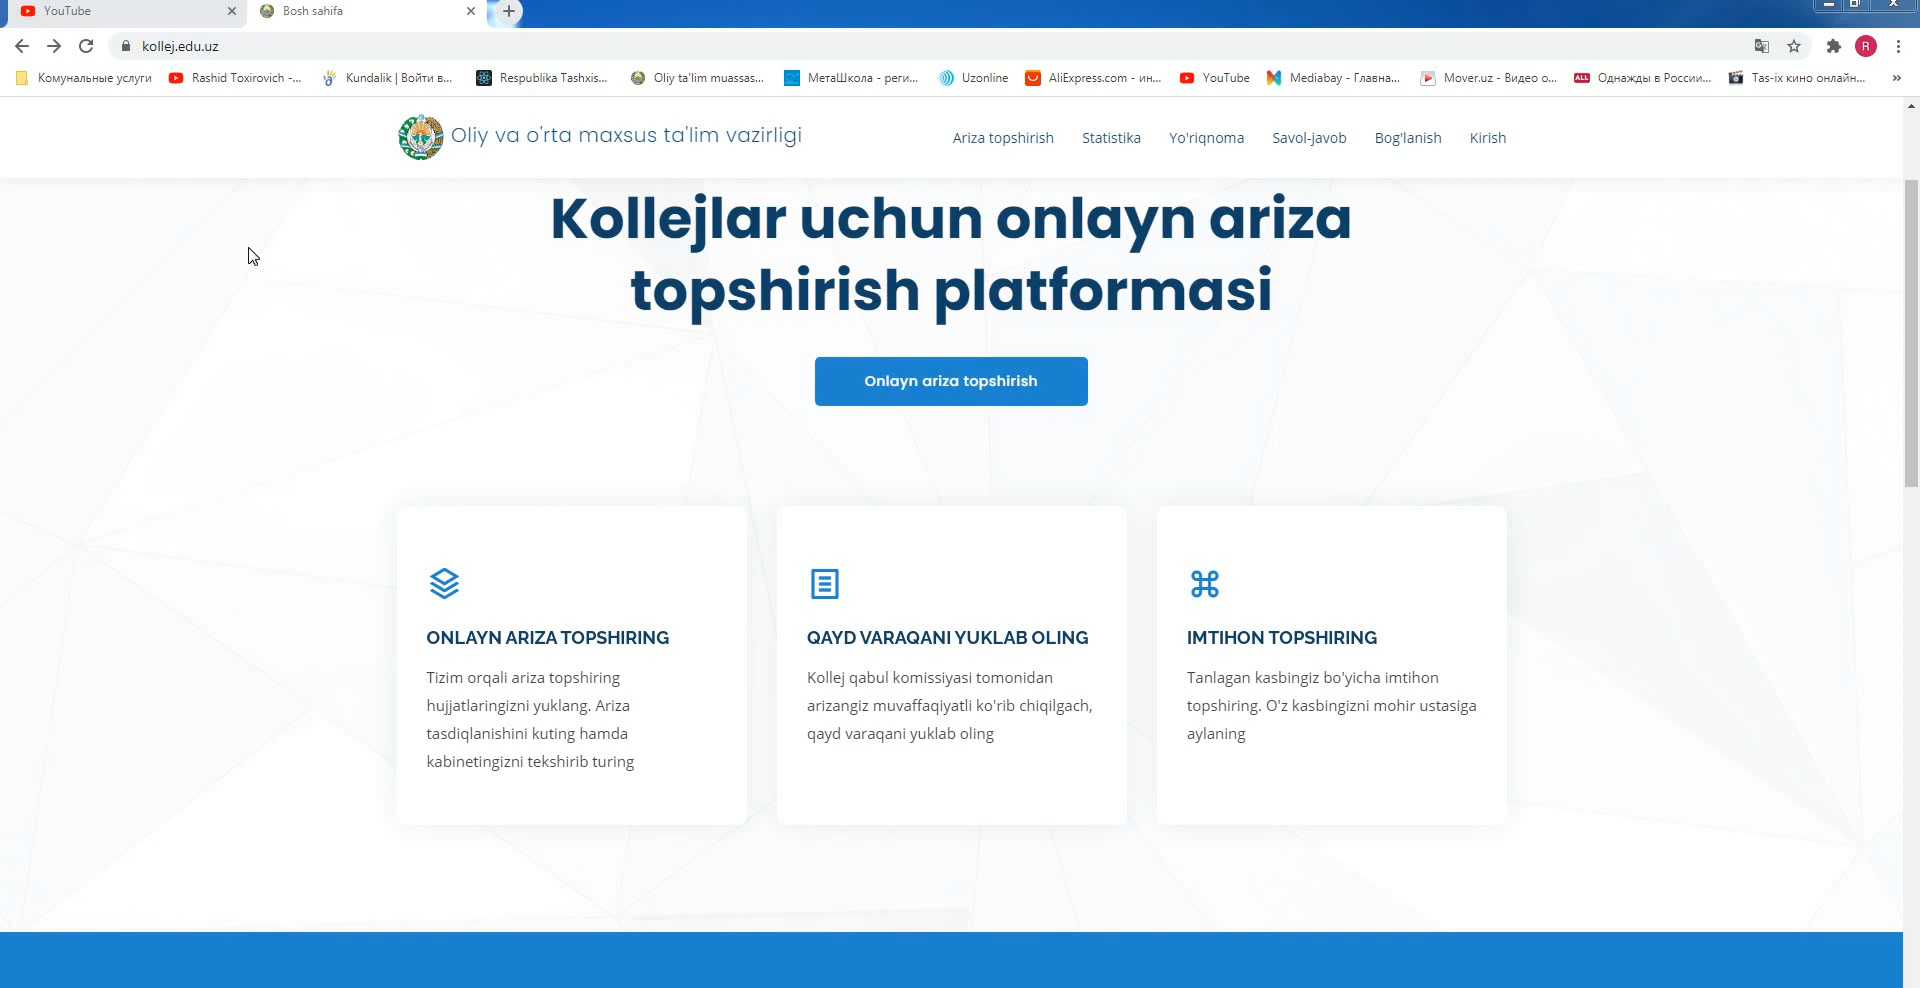 YouTube
Bosh sahifa
kollej.edu.uz
R
Комунальные услуги
Rashid Toxirovich -...
Kundalik | Войти в...
Respublika Tashxis...
Oliy ta'lim muassas...
МетаШкола - реги...
Uzonline
AliExpress.com - ин...
YouTube
Mediabay - Главна...
Mover.uz - Видео о...
ALL
Однажды в России...
Tas-ix кино онлайн...
Oliy va o'rta maxsus ta'lim vazirligi
Ariza topshirish
Statistika
Yo'riqnoma
Savol-javob
Bog'lanish
Kirish
Kollejlar uchun onlayn ariza
topshirish platformasi
Onlayn ariza topshirish
ONLAYN ARIZA TOPSHIRING
Tizim orqali ariza topshiring
hujjatlaringizni yuklang. Ariza
tasdiqlanishini kuting hamda
kabinetingizni tekshirib turing
QAYD VARAQANI YUKLAB OLING
Kollej qabul komissiyasi tomonidan
arizangiz muvaffaqiyatli ko'rib chiqilgach,
qayd varaqani yuklab oling
IMTIHON TOPSHIRING
Tanlagan kasbingiz bo'yicha imtihon
topshiring. O'z kasbingizni mohir ustasiga
aylaning